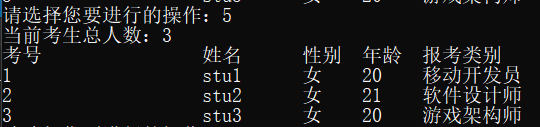 请选择您要进行的操作：5
当前考生总人数：3
考号 姓名 性别 年龄 报考类别
1 stu1 女 20 移动开发员
2 stu2 女 21 软件设计师
3 stu3 女 20 游戏架构师